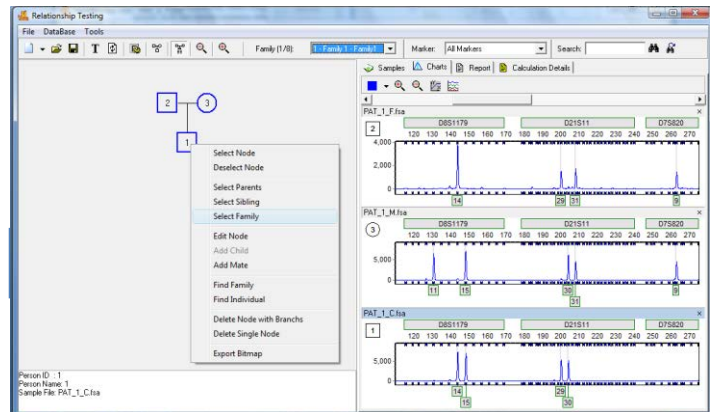 Relationship Testing
File DataBase Tools
T Family (1/8): 1 - Family 1 - Family1 Marker: All Markers Search:
Samples Charts Report Calculation Details
2 3
1
Select Node
Deselect Node
Select Parents
Select Sibling
Select Family
Edit Node
Add Child
Add Mate
Find Family
Find Individual
Delete Node with Branchs
Delete Single Node
Export Bitmap
Person ID : 1
Person Name: 1
Sample File: PAT_1_C.fsa
PAT_1_F.fsa
2 D8S1179 D21S11 D7S820
120 130 140 150 160 170 180 190 200 210 220 230 240 250 260 270
4,000
2,000
0
14 29 31 9
PAT_1_M.fsa
3 D8S1179 D21S11 D7S820
120 130 140 150 160 170 180 190 200 210 220 230 240 250 260 270
5,000
0
11 15 30 9
31
PAT_1_C.fsa
1 D8S1179 D21S11 D7S820
120 130 140 150 160 170 180 190 200 210 220 230 240 250 260 270
5,000
0
14 29
15 30